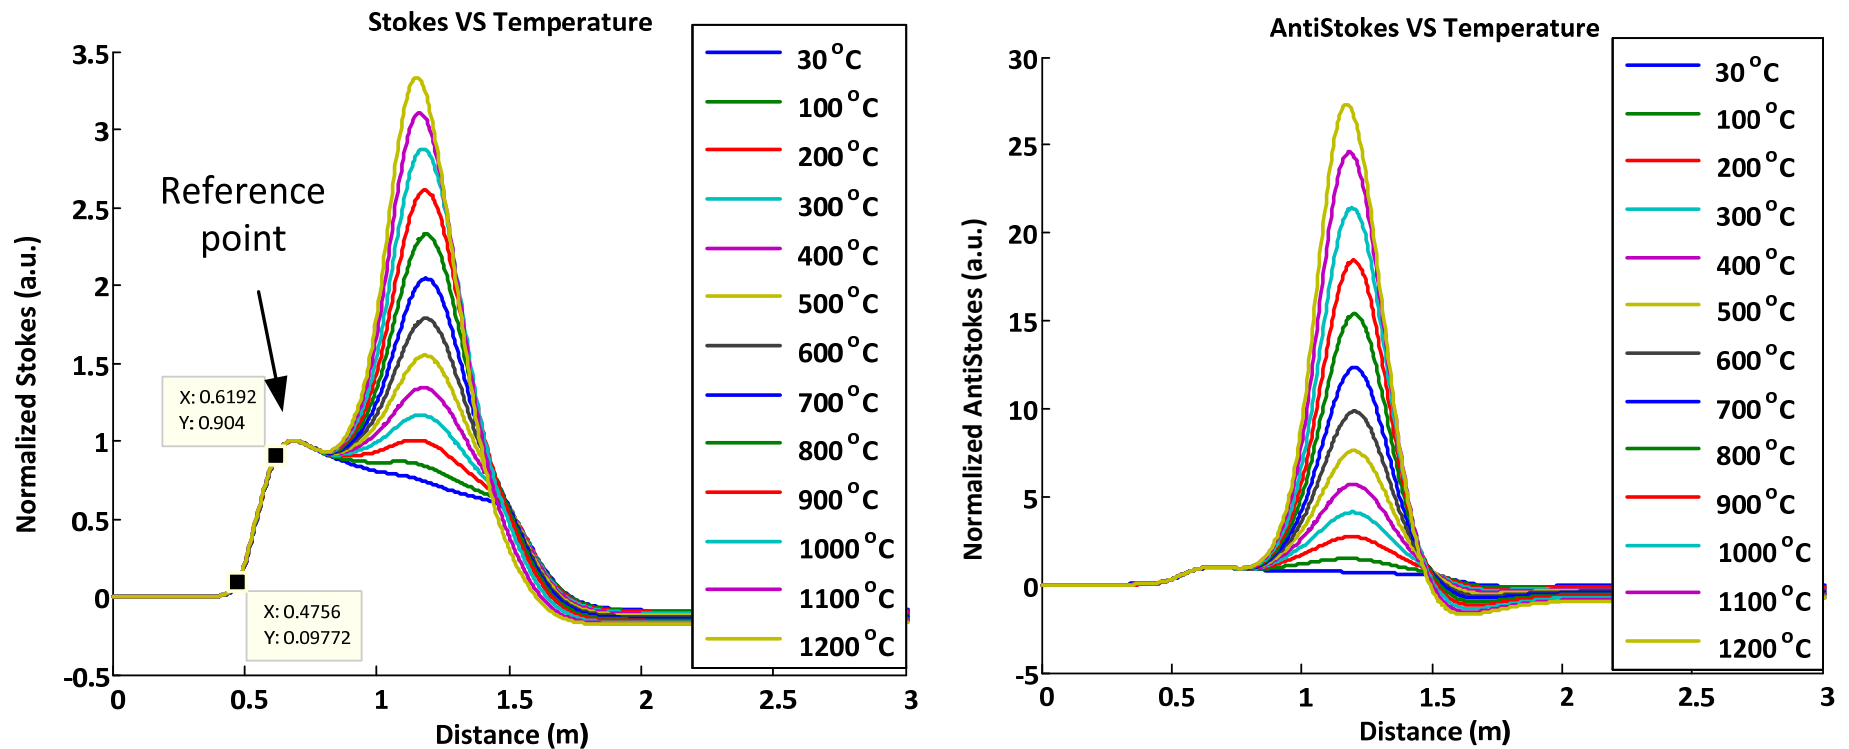 Stokes VS Temperature
3.5
3
2.5
2
1.5
1
0.5
0
-0.5
Normalized Stokes (a.u.)
Reference
point
X: 0.6192
Y: 0.904
X: 0.4756
Y: 0.09772
0
0.5
1
1.5
2
2.5
3
Distance (m)
30 °C
100 °C
200 °C
300 °C
400 °C
500 °C
600 °C
700 °C
800 °C
900 °C
1000 °C
1100 °C
1200 °C
AntiStokes VS Temperature
30
25
20
15
10
5
0
-5
Normalized AntiStokes (a.u.)
0
0.5
1
1.5
2
2.5
3
Distance (m)
30 °C
100 °C
200 °C
300 °C
400 °C
500 °C
600 °C
700 °C
800 °C
900 °C
1000 °C
1100 °C
1200 °C